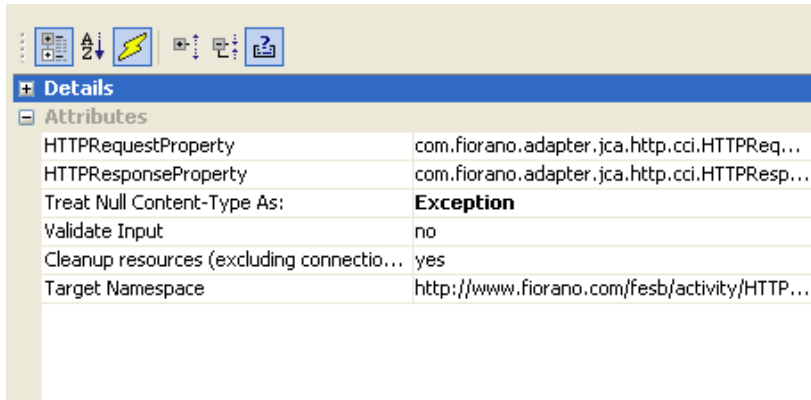 Details
Attributes
HTTPRequestProperty com.fiorano.adapter.jca.http.cci.HTTPReq...
HTTPResponseProperty com.fiorano.adapter.jca.http.cci.HTTPResp...
Treat Null Content-Type As: Exception
Validate Input no
Cleanup resources (excluding connectio... yes
Target Namespace http://www.fiorano.com/fesb/activity/HTTP...